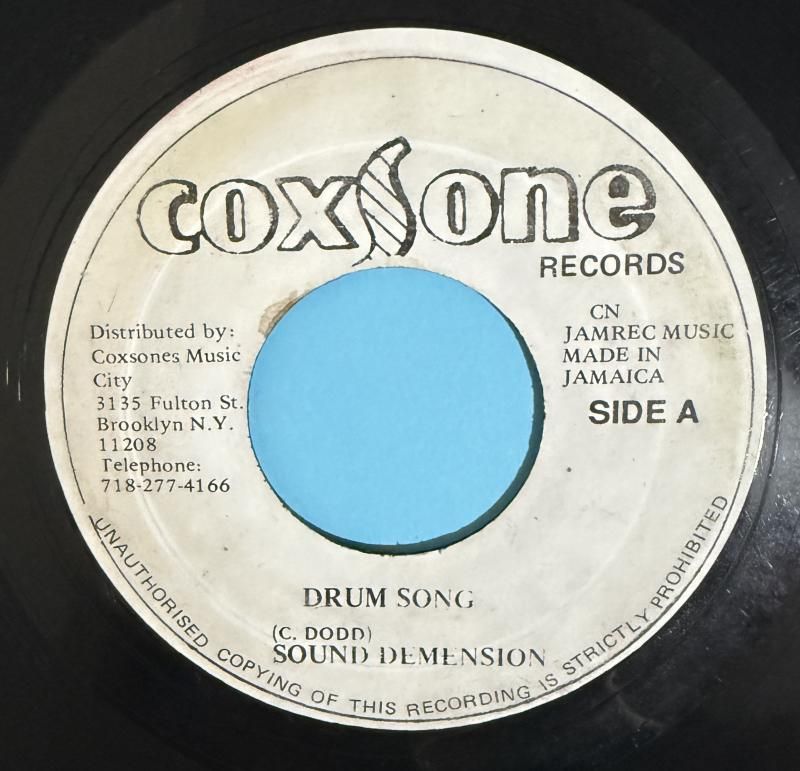 coxsone
RECORDS
Distributed by:
Coxsones Music
City
3135 Fulton St.
Brooklyn N.Y.
11208
Telephone:
718-277-4166
CN
JAMREC MUSIC
MADE IN
JAMAICA
SIDE A
DRUM SONG
(C. DODD)
SOUND DEMENSION
UNAUTHORISED COPYING OF THIS RECORDING IS STRICTLY PROHIBITED